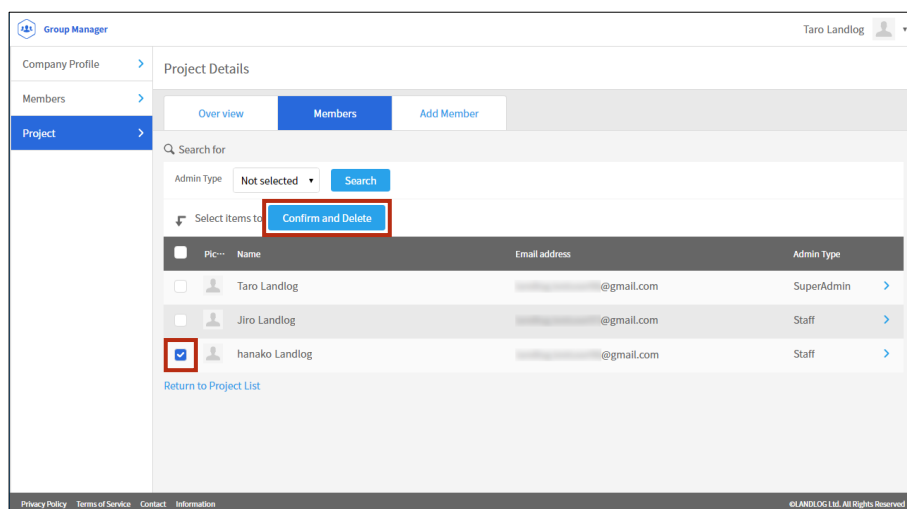 Group Manager
Taro Landlog
Company Profile
Members
Project
Project Details
Over view
Members
Add Member
Search for
Admin Type
Not selected
Search
Select items to
Confirm and Delete
Pic··· Name Email address Admin Type
Taro Landlog @gmail.com SuperAdmin
Jiro Landlog @gmail.com Staff
hanako Landlog @gmail.com Staff
Return to Project List
Privacy Policy Terms of Service Contact Information ©LANDLOG Ltd. All Rights Reserved